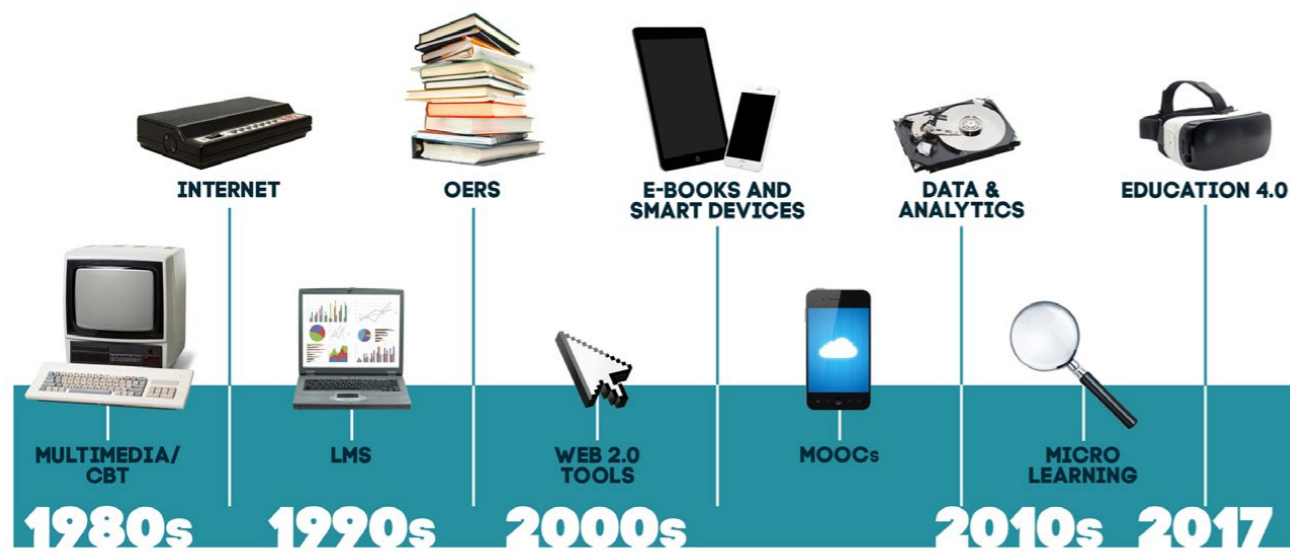 INTERNET
OERS
E-BOOKS AND
SMART DEVICES
DATA &
ANALYTICS
EDUCATION 4.0
MULTIMEDIA/
CBT
LMS
WEB 2.0
TOOLS
MOOCs
MICRO
LEARNING
1980s
1990s
2000s
2010s
2017